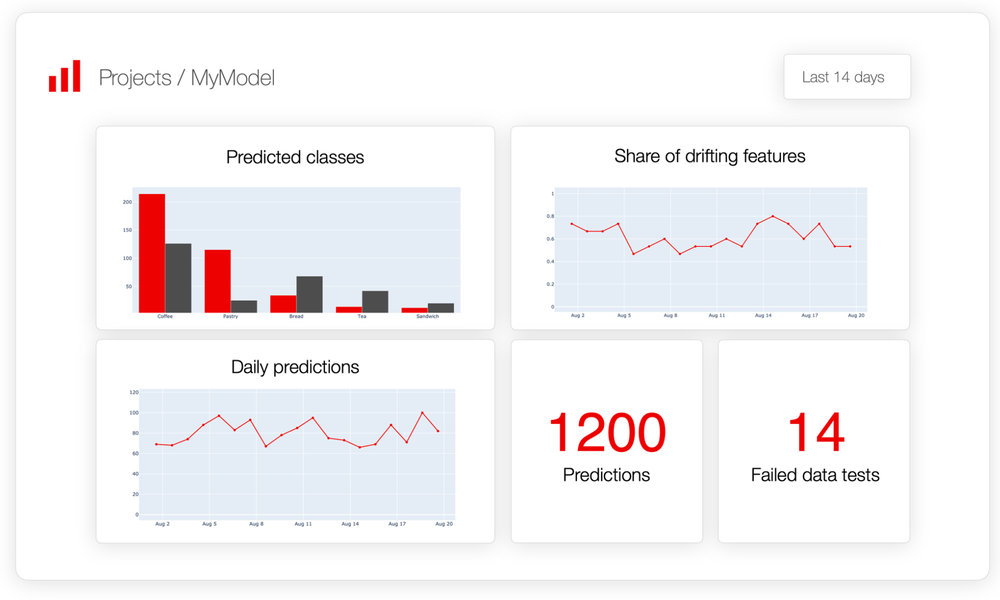 Projects / MyModel
Last 14 days
Predicted classes
200
150
100
50
Coffee Pastry Bread Tea Sandwich
Share of drifting features
1
0.8
0.6
0.4
0.2
0
Aug 2 Aug 5 Aug 8 Aug 11 Aug 14 Aug 17 Aug 20
Daily predictions
120
100
80
60
40
20
0
Aug 2 Aug 5 Aug 8 Aug 11 Aug 14 Aug 17 Aug 20
1200
Predictions
14
Failed data tests